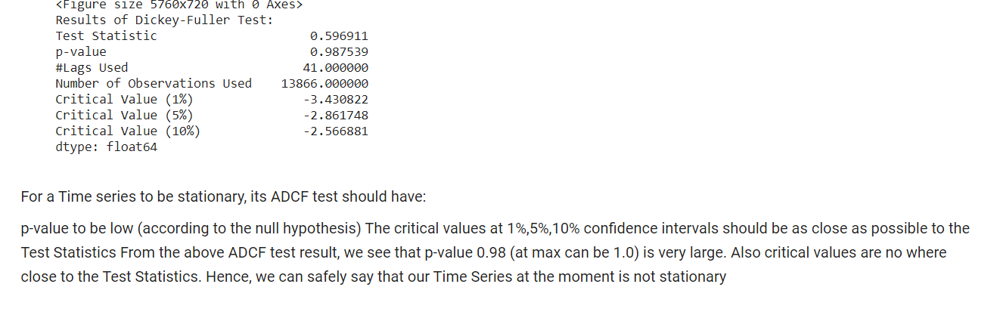 <Figure size 5760x720 with 0 Axes>
Results of Dickey-Fuller Test:
Test Statistic 0.596911
p-value 0.987539
#Lags Used 41.000000
Number of Observations Used 13866.000000
Critical Value (1%) -3.430822
Critical Value (5%) -2.861748
Critical Value (10%) -2.566881
dtype: float64
For a Time series to be stationary, its ADCF test should have:
p-value to be low (according to the null hypothesis) The critical values at 1%,5%,10% confidence intervals should be as close as possible to the
Test Statistics From the above ADCF test result, we see that p-value 0.98 (at max can be 1.0) is very large. Also critical values are no where
close to the Test Statistics. Hence, we can safely say that our Time Series at the moment is not stationary